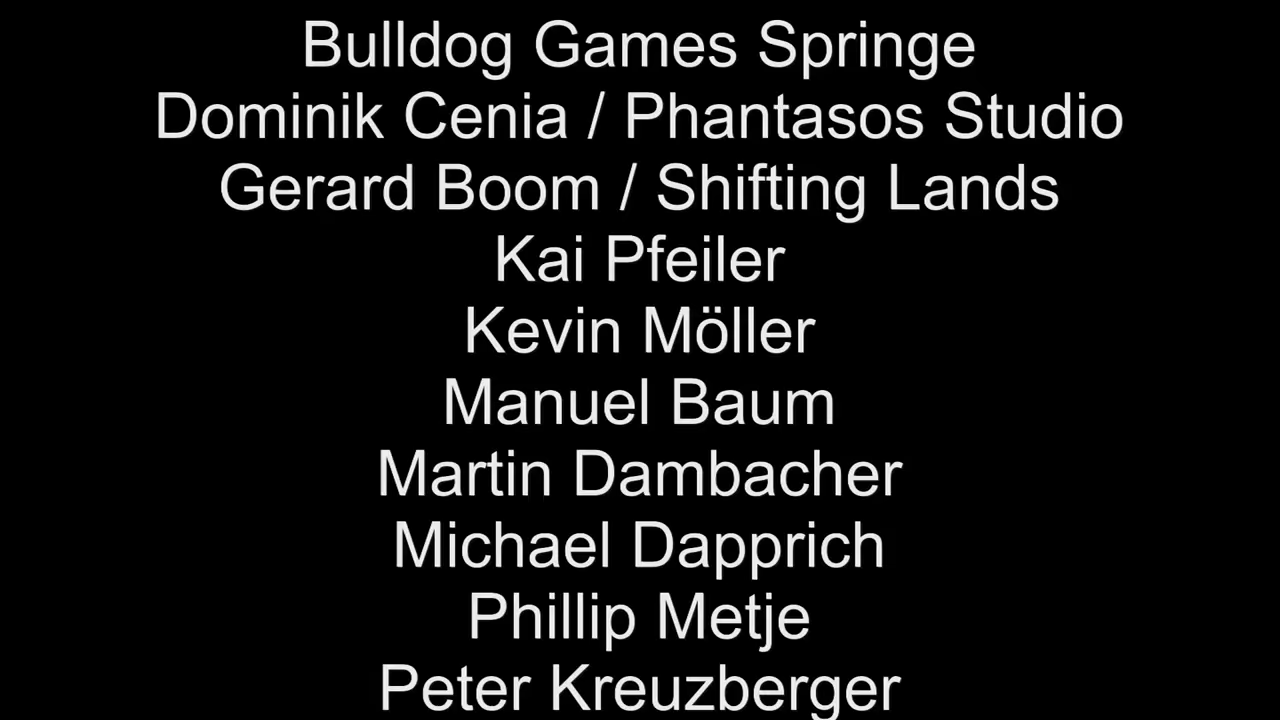 Bulldog Games Springe
Dominik Cenia / Phantasos Studio
Gerard Boom / Shifting Lands
Kai Pfeiler
Kevin Möller
Manuel Baum
Martin Dambacher
Michael Dapprich
Phillip Metje
Peter Kreuzberger